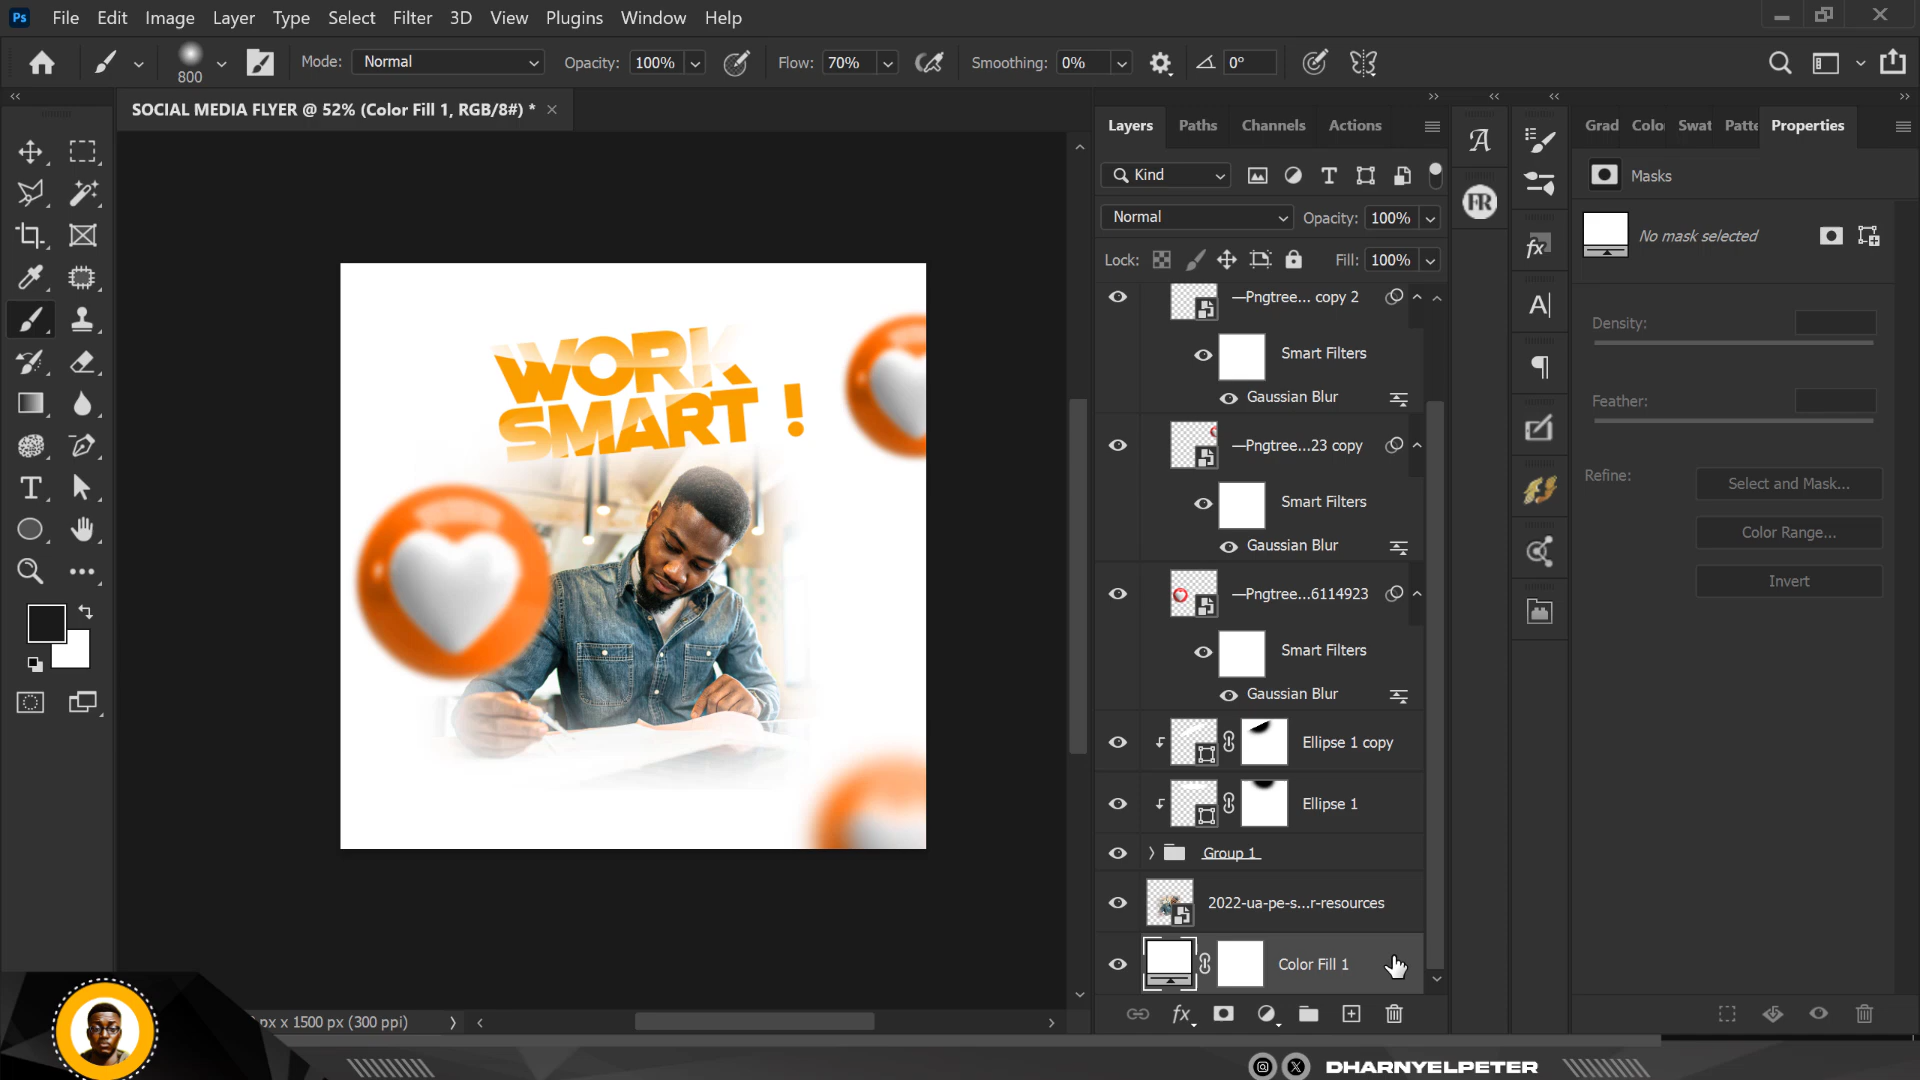 Ps File Edit Image Layer Type Select Filter 3D View Plugins Window Help
800 Mode: Normal Opacity: 100% Flow: 70% Smoothing: 0% 0°
SOCIAL MEDIA FLYER @ 52% (Color Fill 1, RGB/8#) *
Layers Paths Channels Actions
Grad Colo Swat Patte Properties
Kind
Masks
Normal Opacity: 100%
No mask selected
Lock: Fill: 100%
—Pngtree... copy 2
Smart Filters
Gaussian Blur
—Pngtree...23 copy
Smart Filters
Gaussian Blur
—Pngtree...6114923
Smart Filters
Gaussian Blur
Ellipse 1 copy
Ellipse 1
Group 1
2022-ua-pe-s...r-resources
Color Fill 1
FR
Density:
Feather:
Refine: Select and Mask...
Color Range...
Invert
WORK
SMART !
px x 1500 px (300 ppi)
DHARNYELPETER